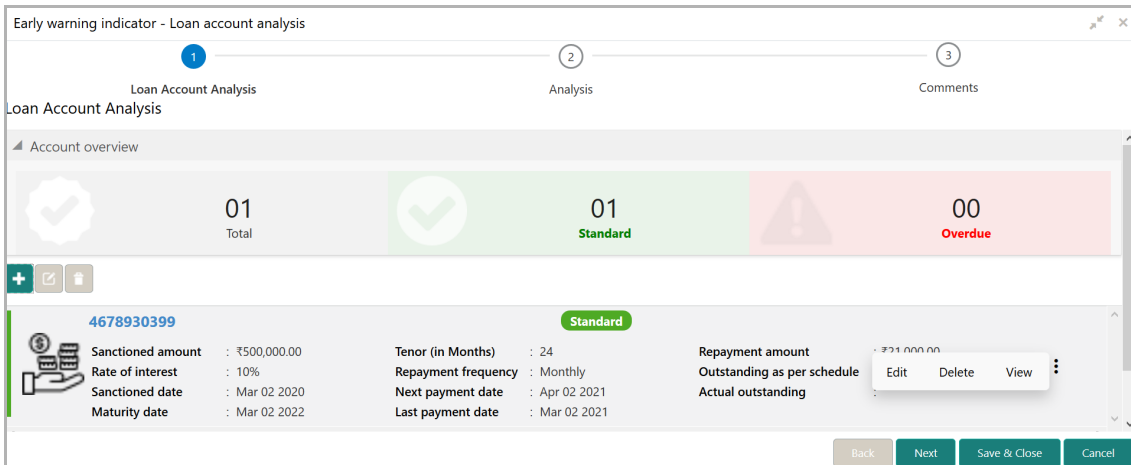 Early warning indicator - Loan account analysis
1 2 3
Loan Account Analysis Analysis Comments
Loan Account Analysis
Account overview
01 01 00
Total Standard Overdue
4678930399 Standard
Sanctioned amount : ₹500,000.00 Tenor (in Months) : 24 Repayment amount : ₹21,000.00
Rate of interest : 10% Repayment frequency : Monthly Outstanding as per schedule Edit Delete View
Sanctioned date : Mar 02 2020 Next payment date : Apr 02 2021 Actual outstanding :
Maturity date : Mar 02 2022 Last payment date : Mar 02 2021
Back Next Save & Close Cancel